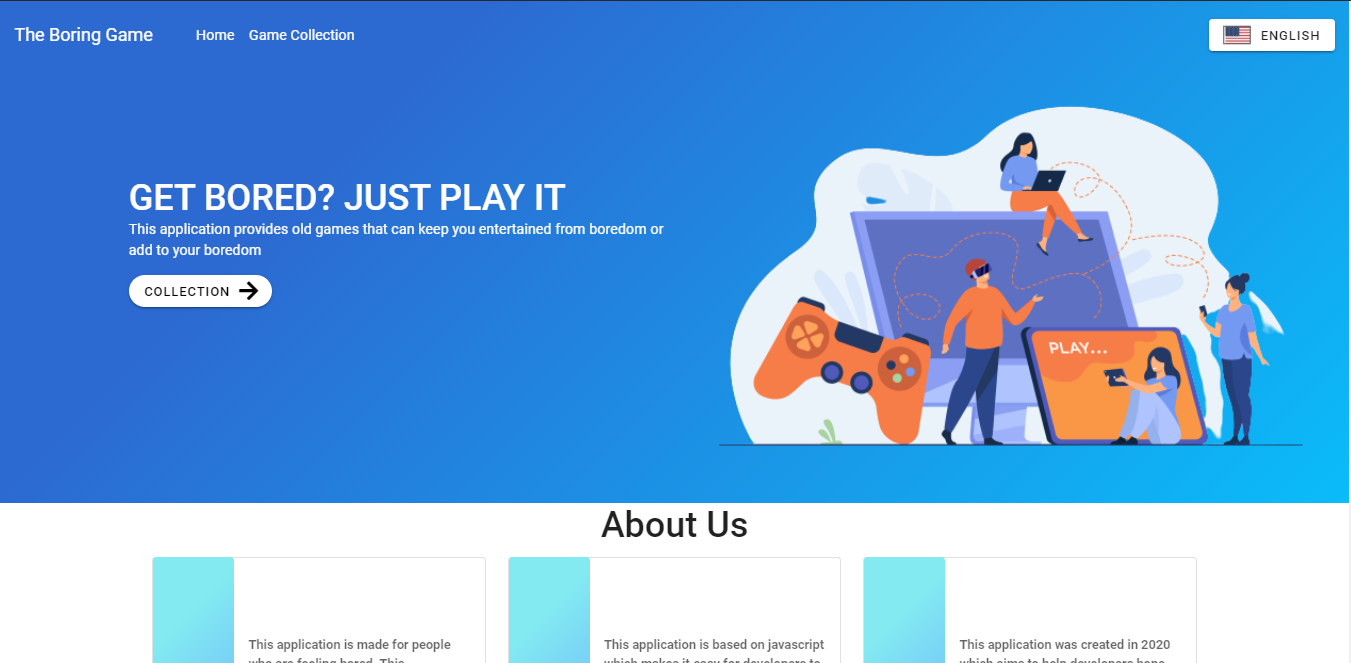 The Boring Game
Home
Game Collection
ENGLISH
GET BORED? JUST PLAY IT
This application provides old games that can keep you entertained from boredom or
add to your boredom
COLLECTION
PLAY...
About Us
This application is made for people
who are feeling bored. This
This application is based on javascript
which makes it easy for developers to
This application was created in 2020
which aims to help developers hone